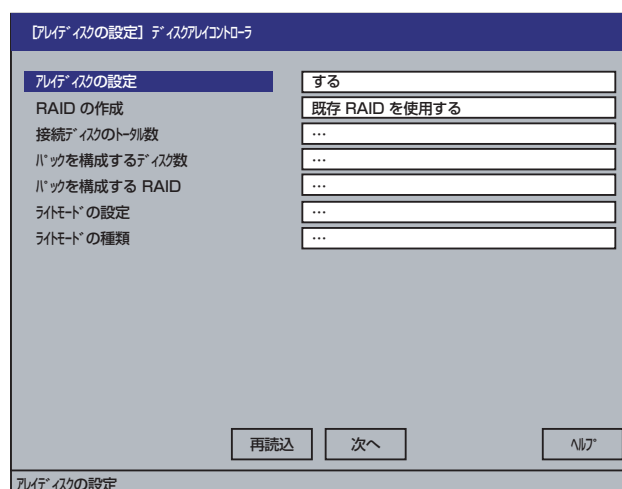 [ｱﾚｲﾃﾞｨｽｸの設定] ﾃﾞｨｽｸｱﾚｲｺﾝﾄﾛｰﾗ
ｱﾚｲﾃﾞｨｽｸの設定 する
RAID の作成 既存 RAID を使用する
接続ﾃﾞｨｽｸのﾄｰﾀﾙ数 …
ﾊﾟｯｸを構成するﾃﾞｨｽｸ数 …
ﾊﾟｯｸを構成する RAID …
ﾗｲﾄﾓｰﾄﾞの設定 …
ﾗｲﾄﾓｰﾄﾞの種類 …
再読込 次へ ﾍﾙﾌﾟ
ｱﾚｲﾃﾞｨｽｸの設定